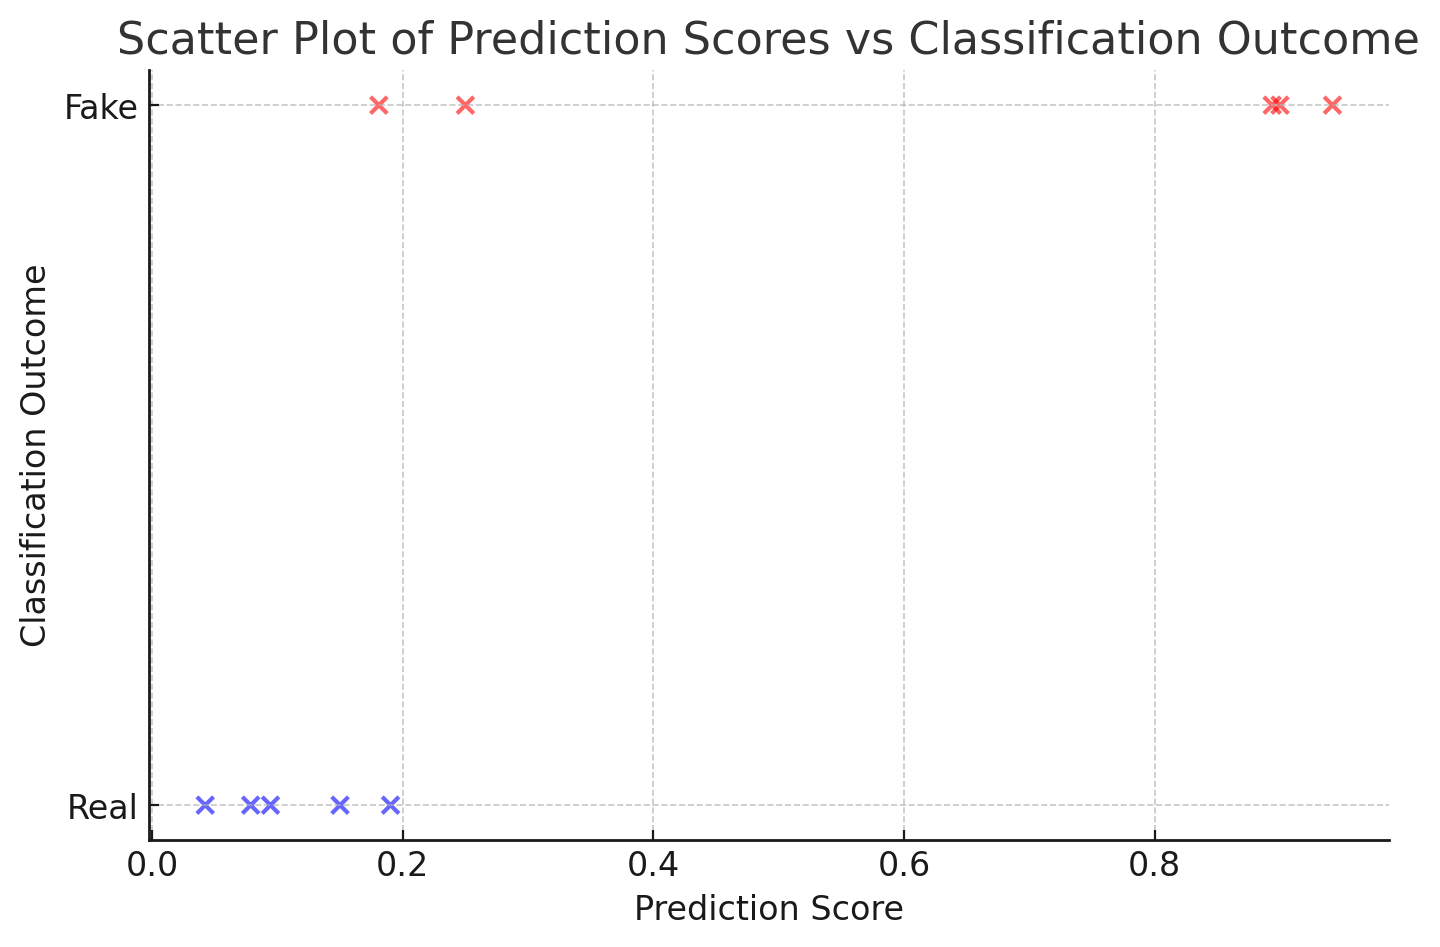 Scatter Plot of Prediction Scores vs Classification Outcome
Fake
Classification Outcome
Real
0.0 0.2 0.4 0.6 0.8
Prediction Score